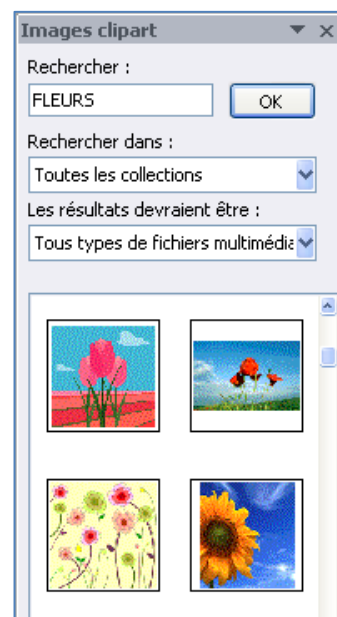 Images clipart
Rechercher :
FLEURS
OK
Rechercher dans :
Toutes les collections
Les résultats devraient être :
Tous types de fichiers multimédia